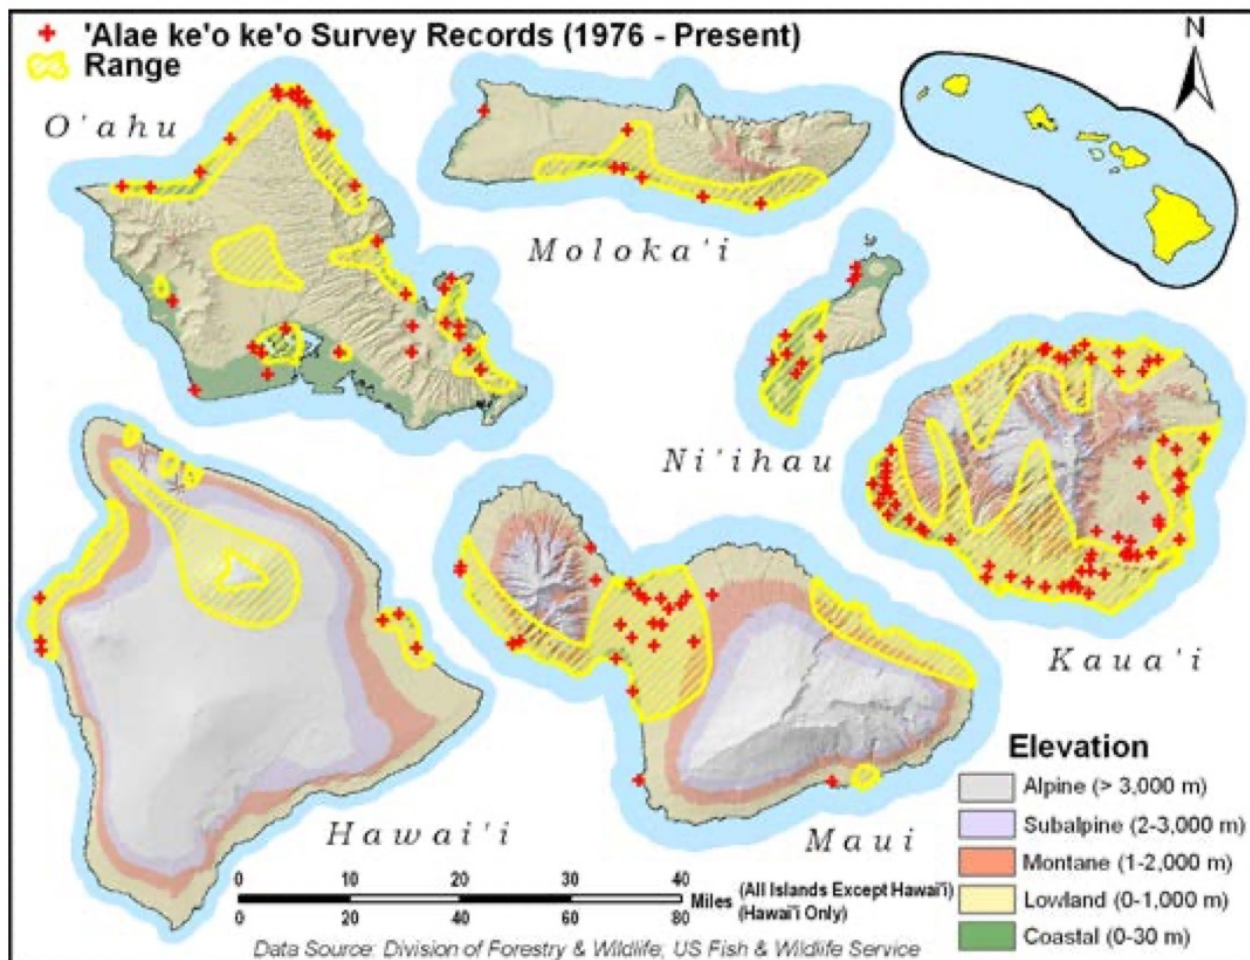 'Alae ke'o ke'o Survey Records (1976 - Present)
Range
N
O'ahu
Moloka'i
Ni'ihau
Kaua'i
Hawai'i
Maui
Elevation
Alpine (> 3,000 m)
Subalpine (2-3,000 m)
Montane (1-2,000 m)
Lowland (0-1,000 m)
Coastal (0-30 m)
0 10 20 30 40
Miles (All Islands Except Hawai'i)
(Hawai'i Only)
0 20 40 60 80
Data Source: Division of Forestry & Wildlife; US Fish & Wildlife Service